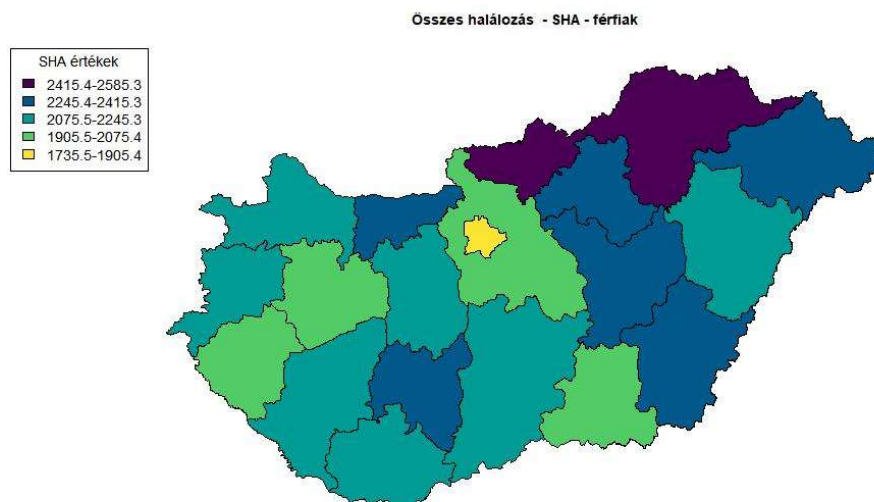 Összes halálozás - SHA - férfiak
SHA értékek
2415.4-2585.3
2245.4-2415.3
2075.5-2245.3
1905.5-2075.4
1735.5-1905.4